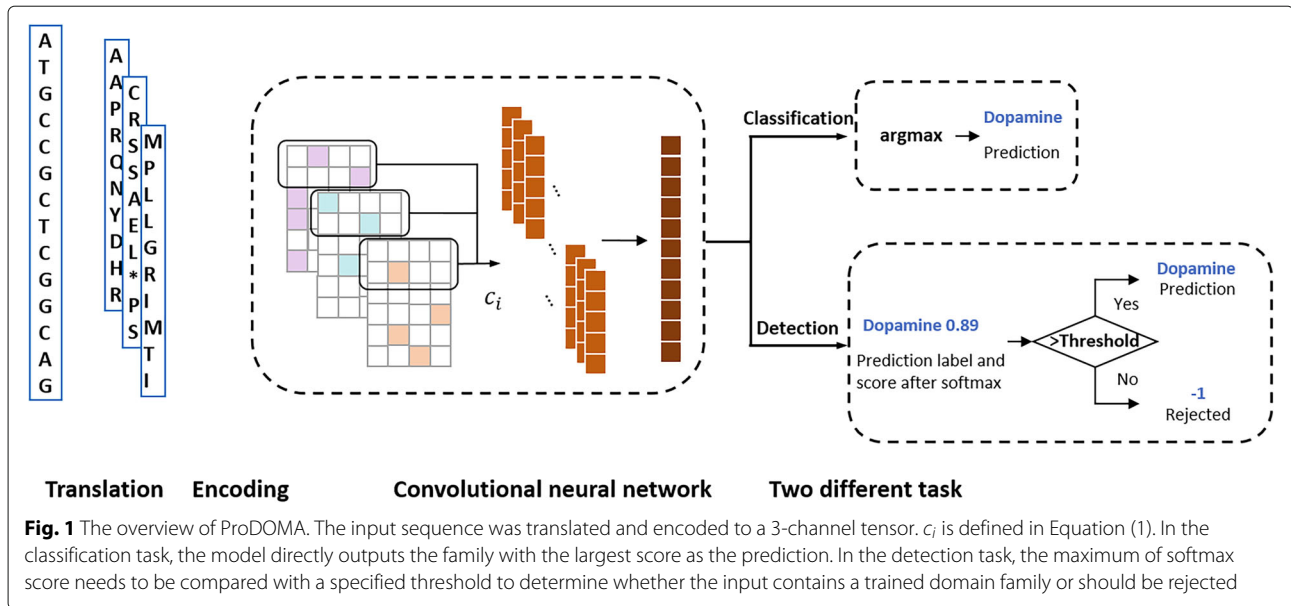 ATGCCGCTCGGCAG
AAPRQNYDHR
CRSSAEL*PS
MPLLGRIMTI
c_i
...
...
...
...
Classification
argmax
Dopamine
Prediction
Detection
Dopamine 0.89
Prediction label and
score after softmax
>Threshold
Yes
Dopamine
Prediction
No
-1
Rejected
Translation Encoding Convolutional neural network Two different task
Fig. 1 The overview of ProDOMA. The input sequence was translated and encoded to a 3-channel tensor. c_i is defined in Equation (1). In the
classification task, the model directly outputs the family with the largest score as the prediction. In the detection task, the maximum of softmax
score needs to be compared with a specified threshold to determine whether the input contains a trained domain family or should be rejected